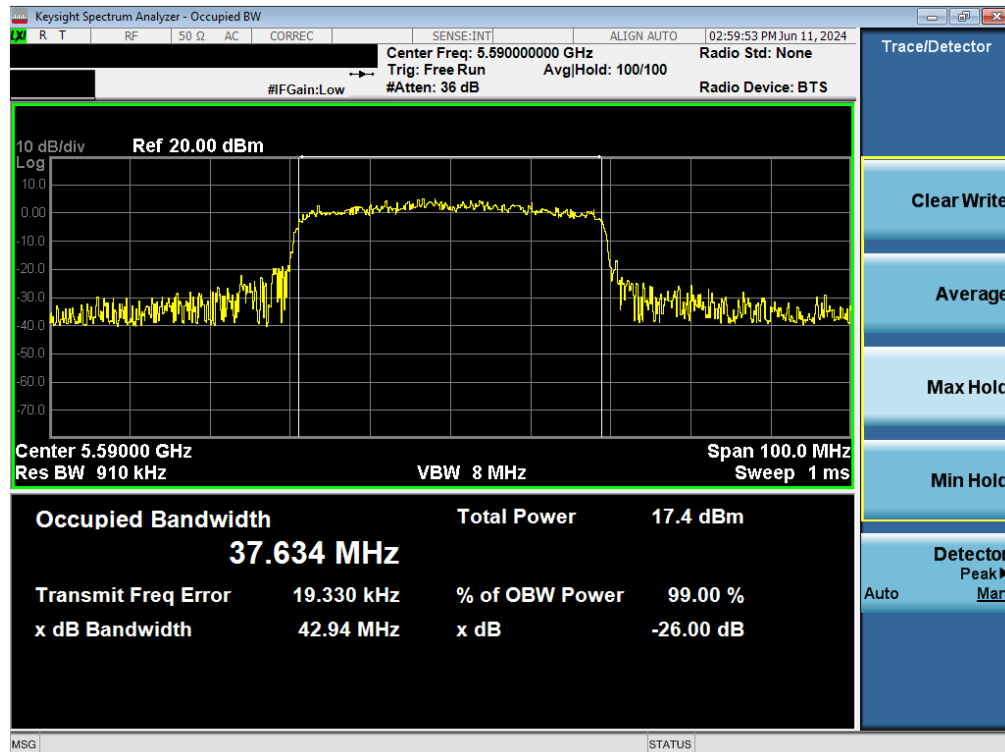 Keysight Spectrum Analyzer - Occupied BW
LXI R T RF 50 Ω AC CORREC SENSE:INT ALIGN AUTO 02:59:53 PM Jun 11, 2024
Center Freq: 5.590000000 GHz Radio Std: None
Trig: Free Run Avg|Hold: 100/100
#IFGain:Low #Atten: 36 dB Radio Device: BTS
Trace/Detector
10 dB/div Ref 20.00 dBm
Log
10.0
0.00
-10.0
-20.0
-30.0
-40.0
-50.0
-60.0
-70.0
Center 5.59000 GHz Span 100.0 MHz
Res BW 910 kHz VBW 8 MHz Sweep 1 ms
Occupied Bandwidth Total Power 17.4 dBm
37.634 MHz
Transmit Freq Error 19.330 kHz % of OBW Power 99.00 %
x dB Bandwidth 42.94 MHz x dB -26.00 dB
Clear Write
Average
Max Hold
Min Hold
Detector
Peak▶
Auto Man
MSG STATUS